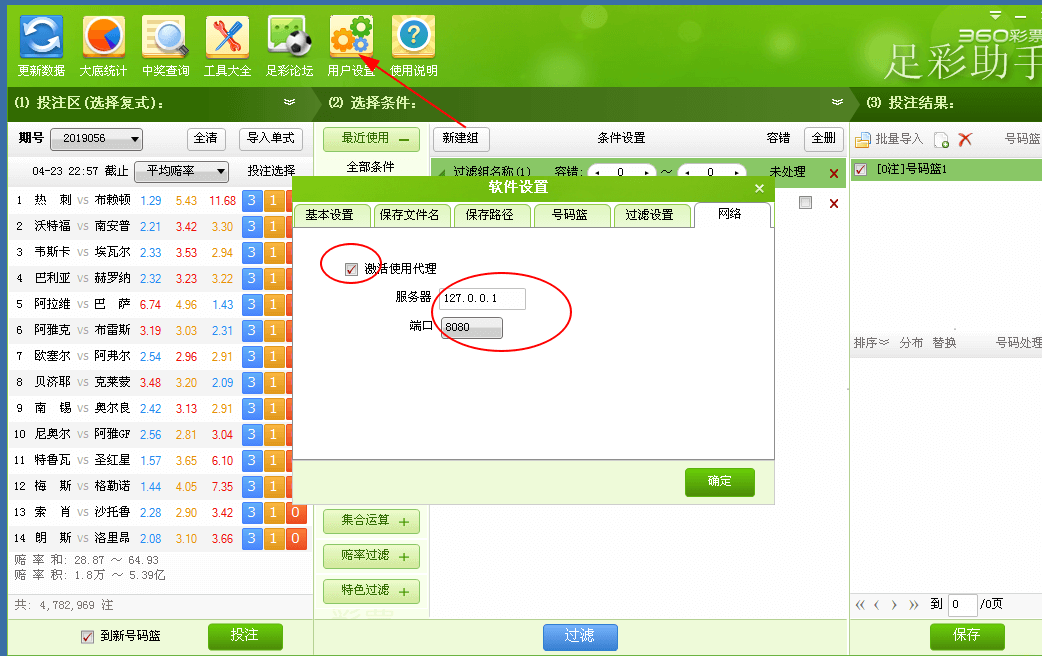 360彩票
足彩助手
更新数据 大底统计 中奖查询 工具大全 足彩论坛 用户设置 使用说明
(1) 投注区(选择复式): (2) 选择条件: (3) 投注结果:
期号 2019056 全清 导入单式 最近使用 新建组 条件设置 容错 全删 批量导入 号码篮
04-23 22:57 截止 平均赔率 投注选择 全部条件 过滤组名称(1) 容错: 0 ～ 0 未处理 [0注]号码篮1
软件设置
基本设置 保存文件名 保存路径 号码篮 过滤设置 网络
激活使用代理
服务器 127.0.0.1
端口 8080
确定
1 热 刺 vs 布赖顿 1.29 5.43 11.68 3 1
2 沃特福 vs 南安普 2.21 3.42 3.30 3 1
3 韦斯卡 vs 埃瓦尔 2.33 3.53 2.94 3 1
4 巴利亚 vs 赫罗纳 2.32 3.23 3.22 3 1
5 阿拉维 vs 巴 萨 6.74 4.96 1.43 3 1
6 阿雅克 vs 布雷斯 3.19 3.03 2.31 3 1
7 欧塞尔 vs 阿弗尔 2.54 2.96 2.91 3 1
8 贝济耶 vs 克莱蒙 3.48 3.20 2.09 3 1
9 南 锡 vs 奥尔良 2.42 3.13 2.91 3 1
10 尼奥尔 vs 阿雅GF 2.56 2.81 3.04 3 1
11 特鲁瓦 vs 圣红星 1.57 3.65 6.10 3 1
12 梅 斯 vs 格勒诺 1.44 4.05 7.35 3 1
13 索 肖 vs 沙托鲁 2.28 2.90 3.42 3 1 0
14 朗 斯 vs 洛里昂 2.08 3.10 3.66 3 1 0
赔 率 和: 28.87 ～ 64.93
赔 率 积: 1.8万 ～ 5.39亿
共: 4,782,969 注
到新号码篮 投注
集合运算
赔率过滤
特色过滤
过滤
排序 分布 替换 号码处理
到 0 /0页
保存